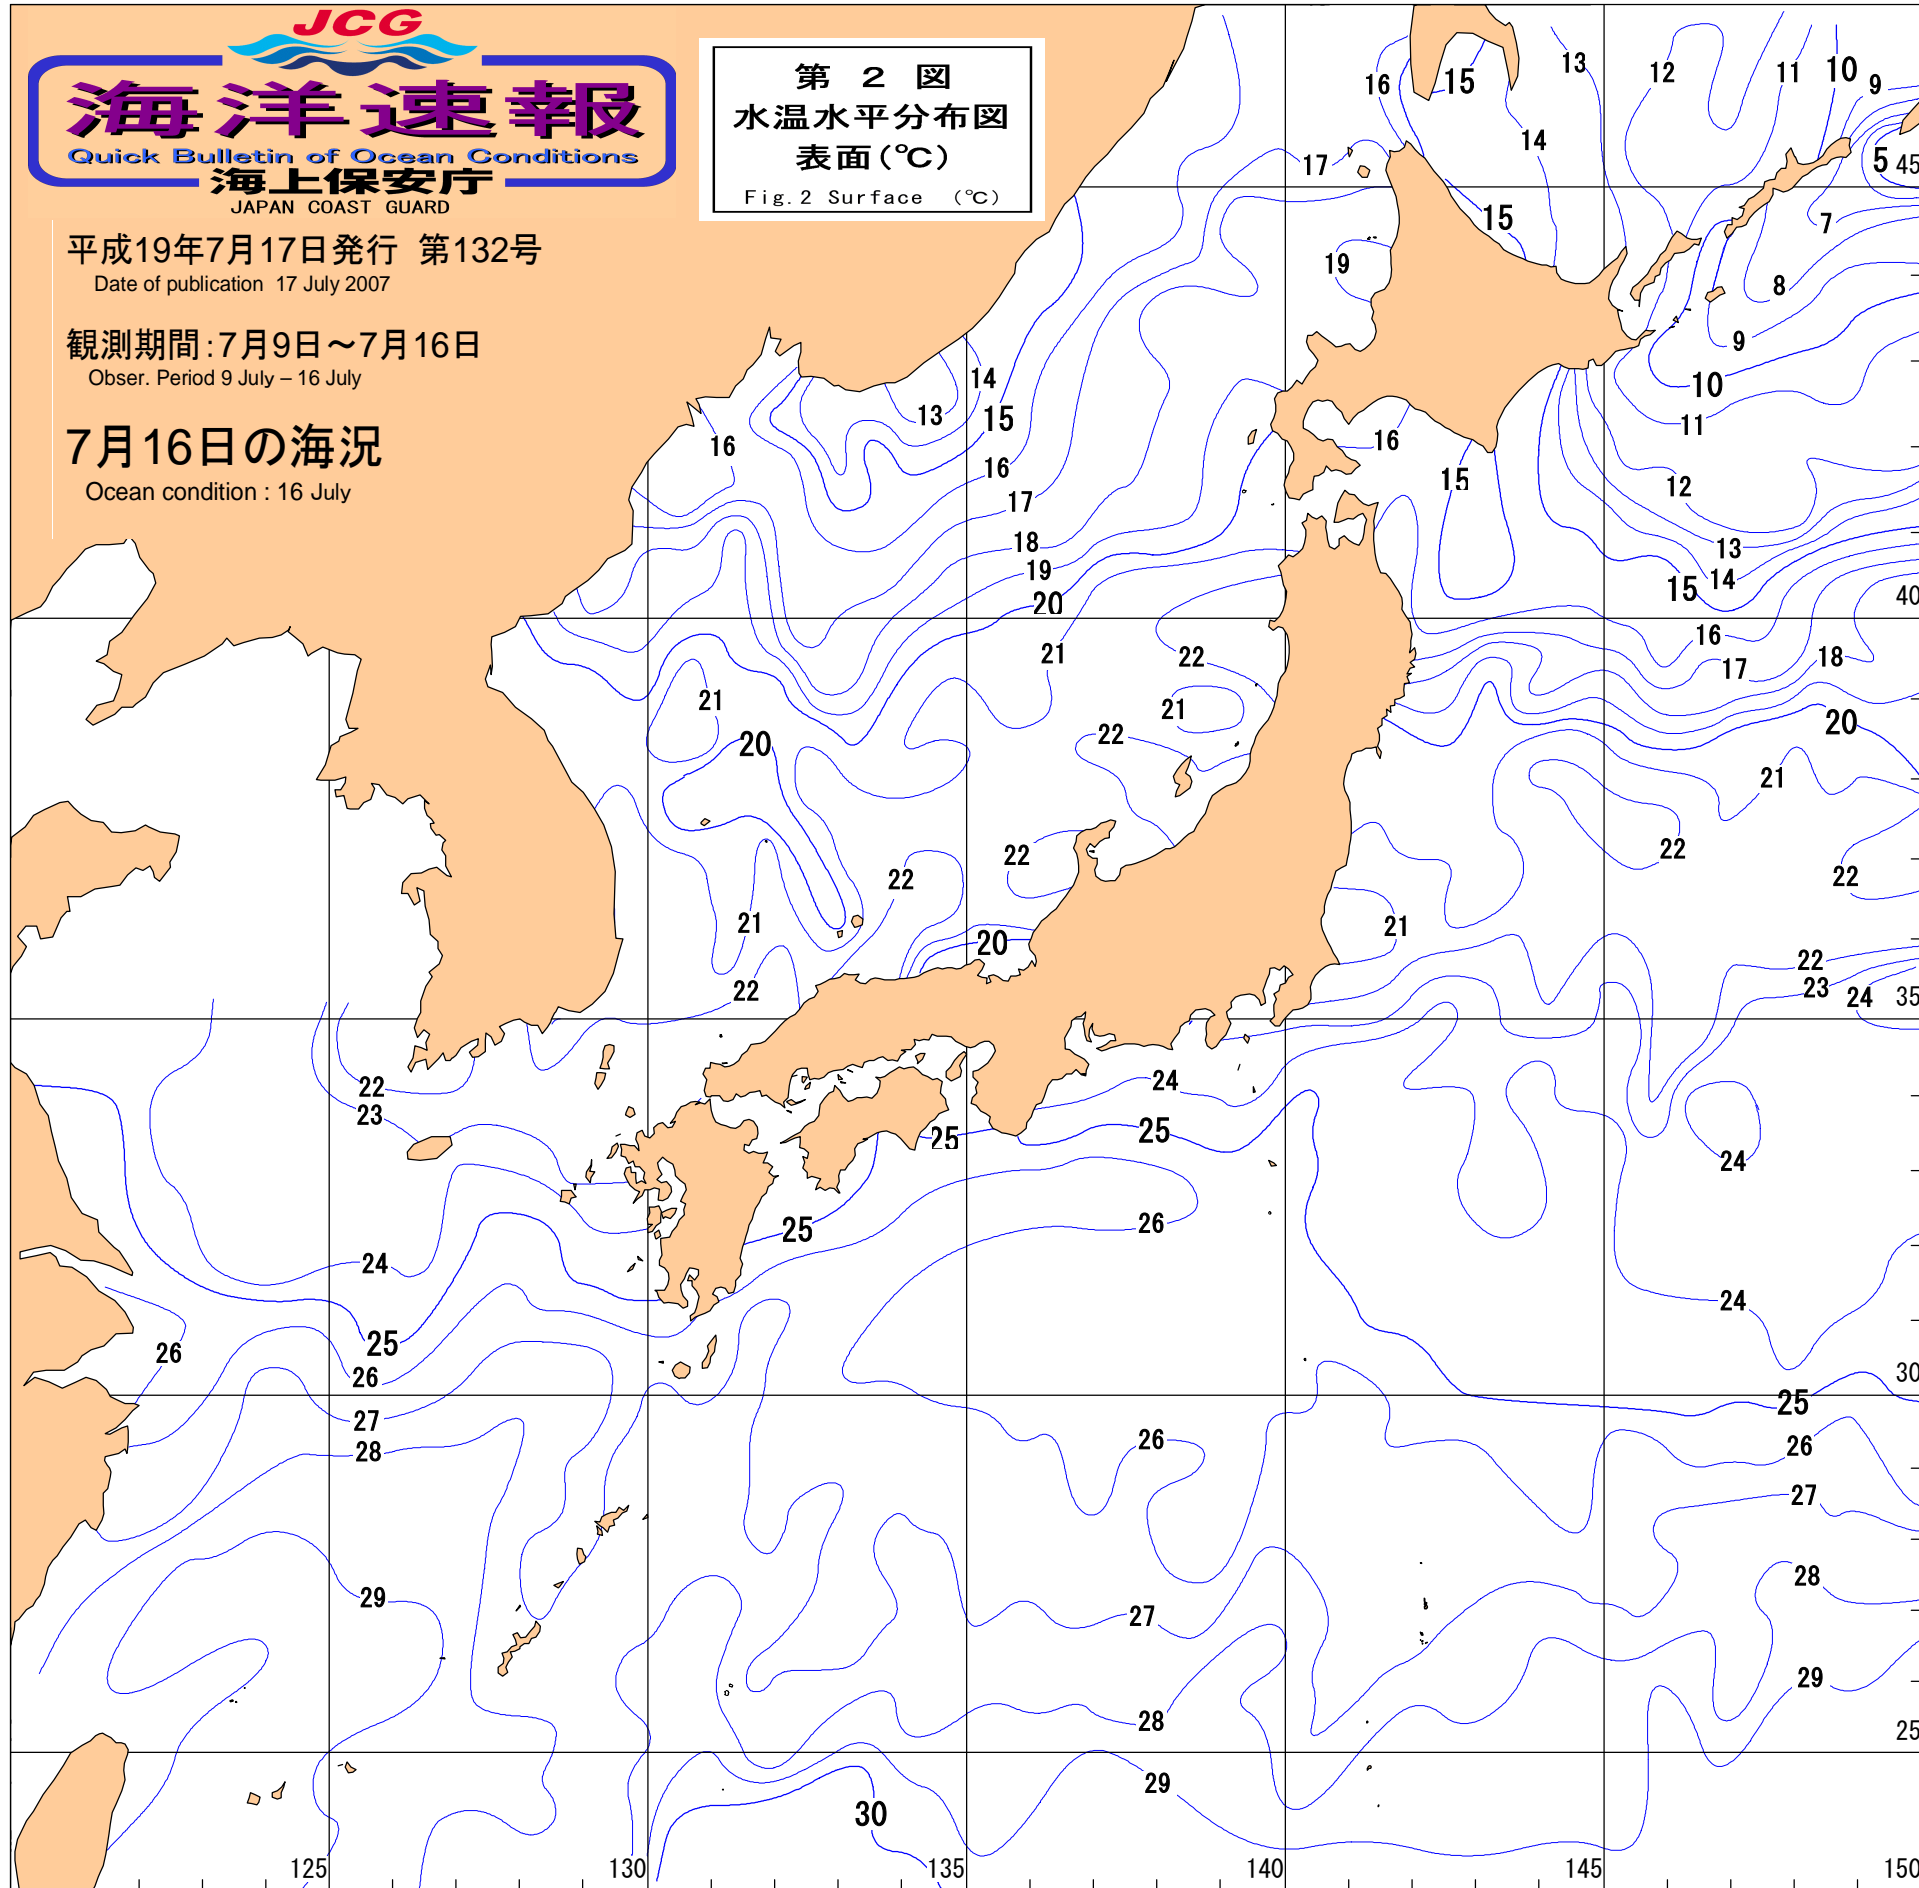 JCG
海洋速報
Quick Bulletin of Ocean Conditions
海上保安庁
JAPAN COAST GUARD
第 2 図
水温水平分布図
表面(℃)
Fig.2 Surface (℃)
平成19年7月17日発行 第132号
Date of publication 17 July 2007
観測期間:7月9日~7月16日
Obser. Period 9 July – 16 July
7月16日の海況
Ocean condition : 16 July
16 15 13 12 11 10 9
17 14 5 45
15 7
19 8
9
14 10
13 15 11
16 16
16 15 12
17
18 13
19 14
20 15 40
21 22 16 17 18
21 21 20
20 22 21
22 22 22
22
21 20 21
22 22
23 24 35
22 24
23 25 25
24
25 26
24 24
25
26 26 30
27 26 25
28 26
27
29 28
27
28 29
25
29
30
125 130 135 140 145 150